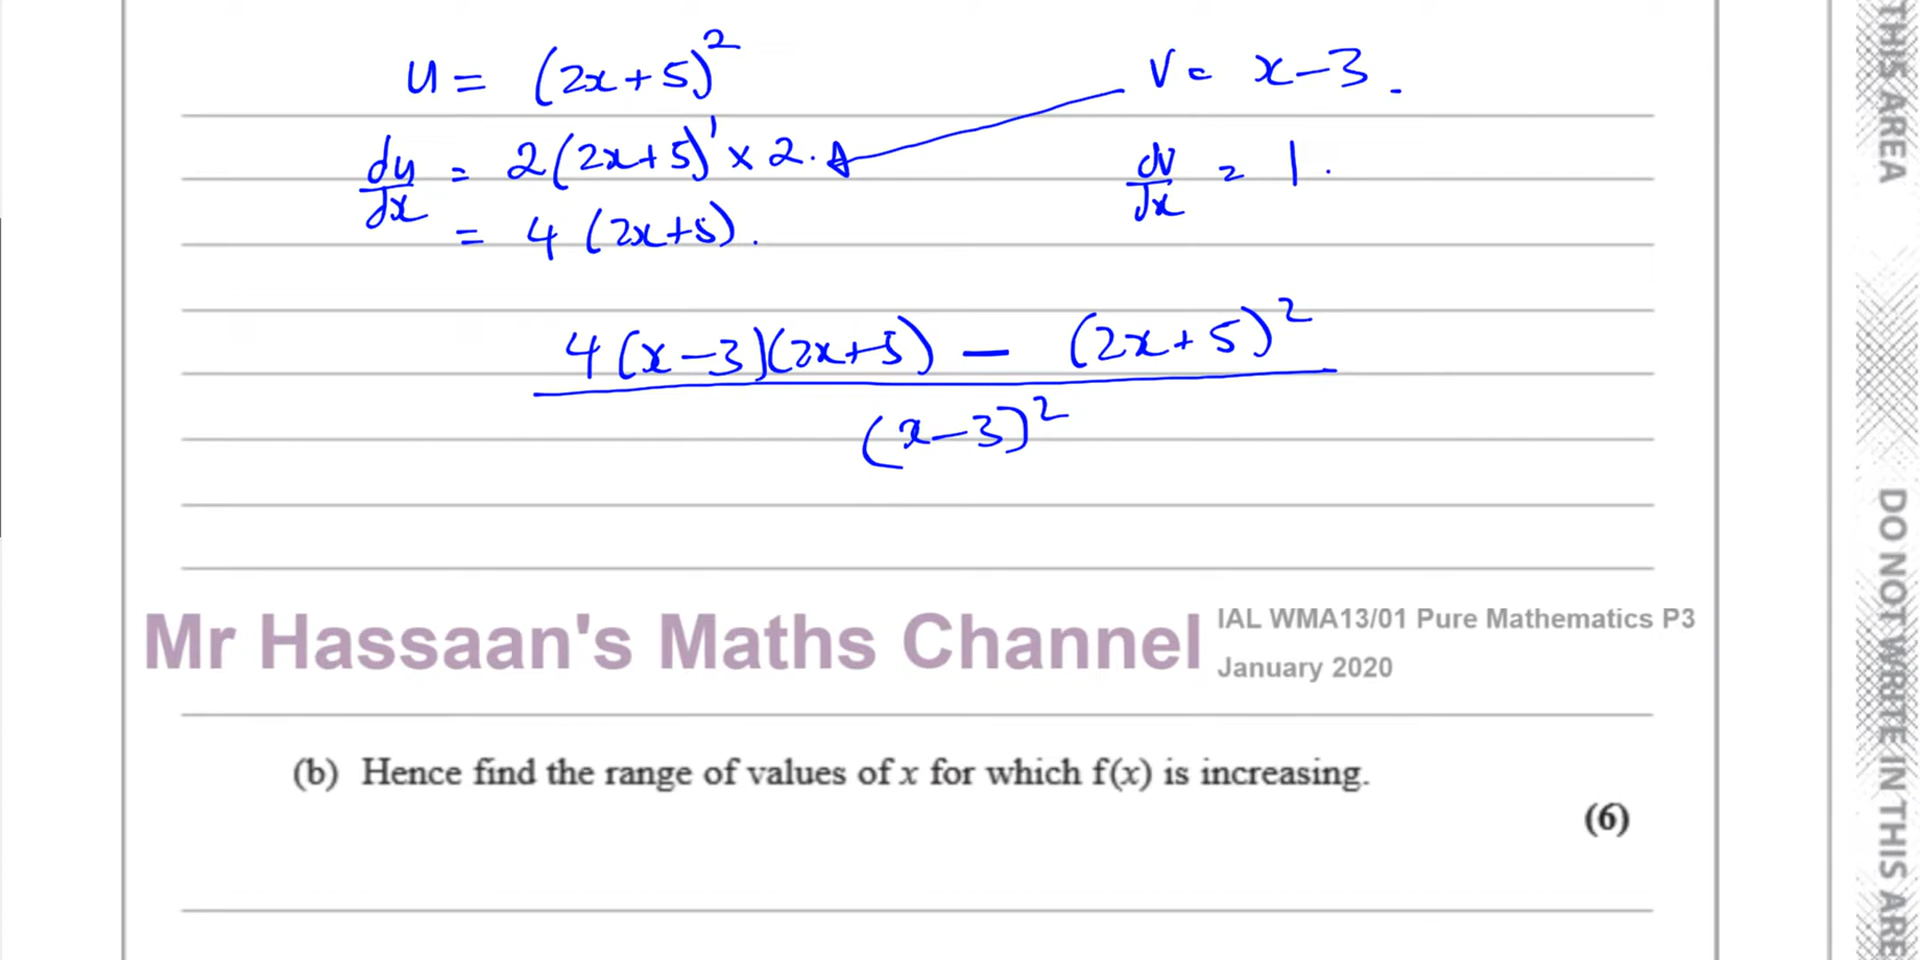 u = (2x+5)² v = x-3.
du/dx = 2(2x+5)¹ × 2. dv/dx = 1.
= 4(2x+5).
4(x-3)(2x+5) - (2x+5)²
(x-3)²
Mr Hassaan's Maths Channel
IAL WMA13/01 Pure Mathematics P3
January 2020
(b) Hence find the range of values of x for which f(x) is increasing.
(6)
THIS AREA
DO NOT WRITE IN THIS ARE